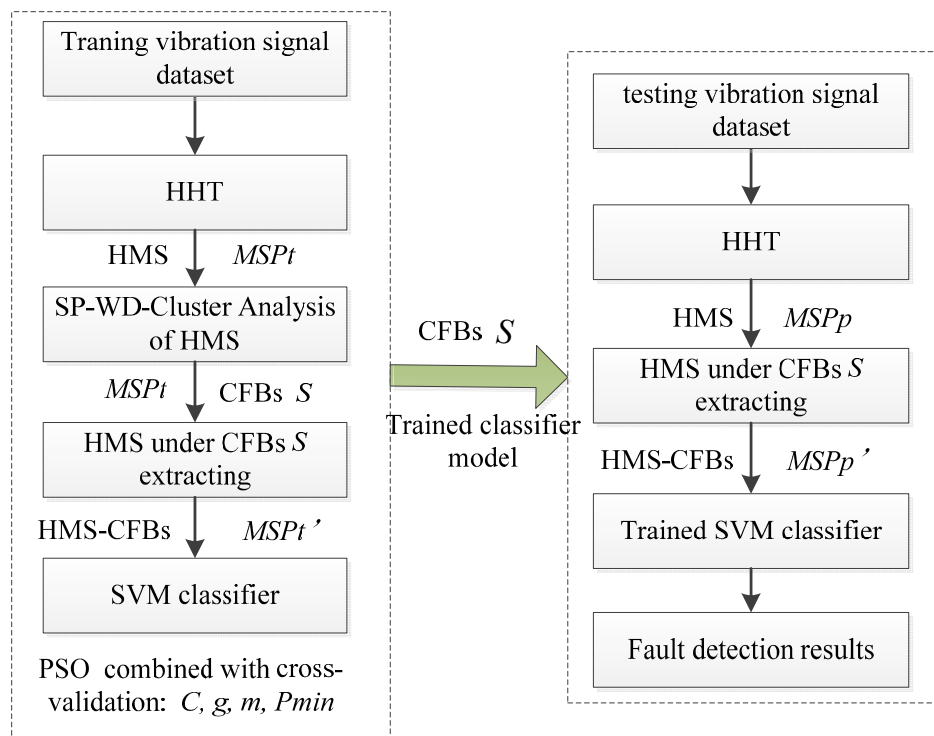 Traning vibration signal
dataset
HHT
HMS MSPt
SP-WD-Cluster Analysis
of HMS
MSPt CFBs S
HMS under CFBs S
extracting
HMS-CFBs MSPt’
SVM classifier
PSO combined with cross-
validation: C, g, m, Pmin
CFBs S
Trained classifier
model
testing vibration signal
dataset
HHT
HMS MSPp
HMS under CFBs S
extracting
HMS-CFBs MSPp’
Trained SVM classifier
Fault detection results